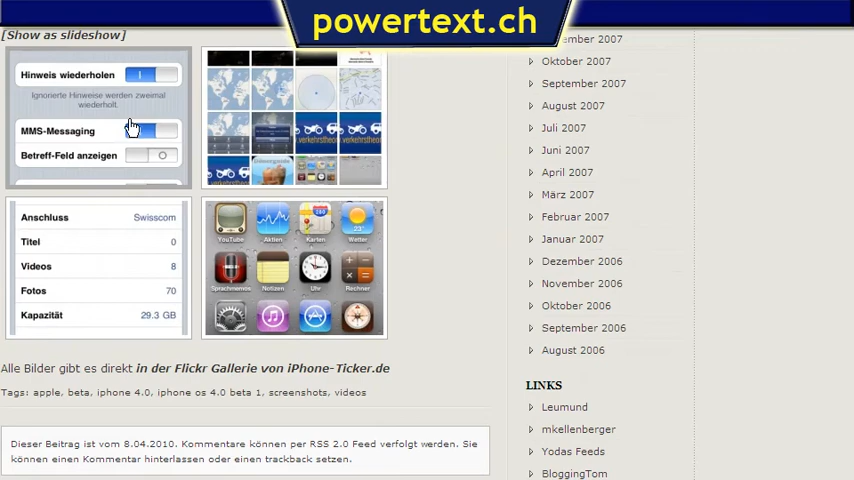 powertext.ch
[Show as slideshow]
Hinweis wiederholen
Ignorierte Hinweise werden zweimal
wiederholt.
MMS-Messaging
Betreff-Feld anzeigen
Anschluss Swisscom
Titel 0
Videos 8
Fotos 70
Kapazität 29.3 GB
YouTube Aktien Karten Wetter
280
23°
Sprachmemos Notizen Uhr Rechner
Alle Bilder gibt es direkt in der Flickr Gallerie von iPhone-Ticker.de
Tags: apple, beta, iphone 4.0, iphone os 4.0 beta 1, screenshots, videos
Dieser Beitrag ist vom 8.04.2010. Kommentare können per RSS 2.0 Feed verfolgt werden. Sie
können einen Kommentar hinterlassen oder einen trackback setzen.
2007
Oktober 2007
September 2007
August 2007
Juli 2007
Juni 2007
April 2007
März 2007
Februar 2007
Januar 2007
Dezember 2006
November 2006
Oktober 2006
September 2006
August 2006
LINKS
Leumund
mkellenberger
Yodas Feeds
BloggingTom